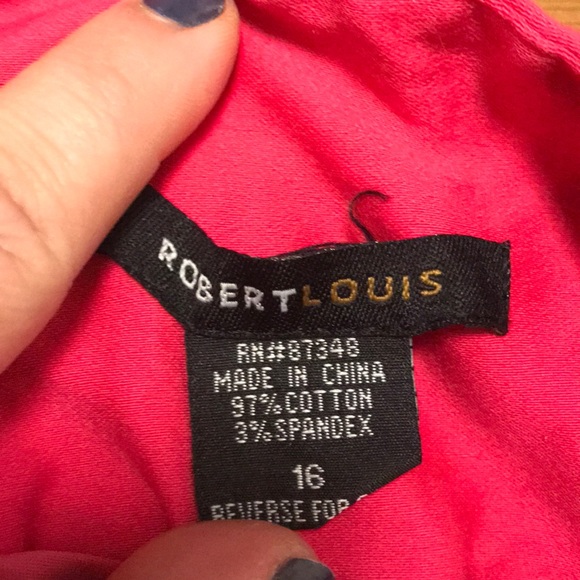 ROBERTLOUIS
RN#87348
MADE IN CHINA
97%COTTON
3%SPANDEX
16
REVERSE FOR